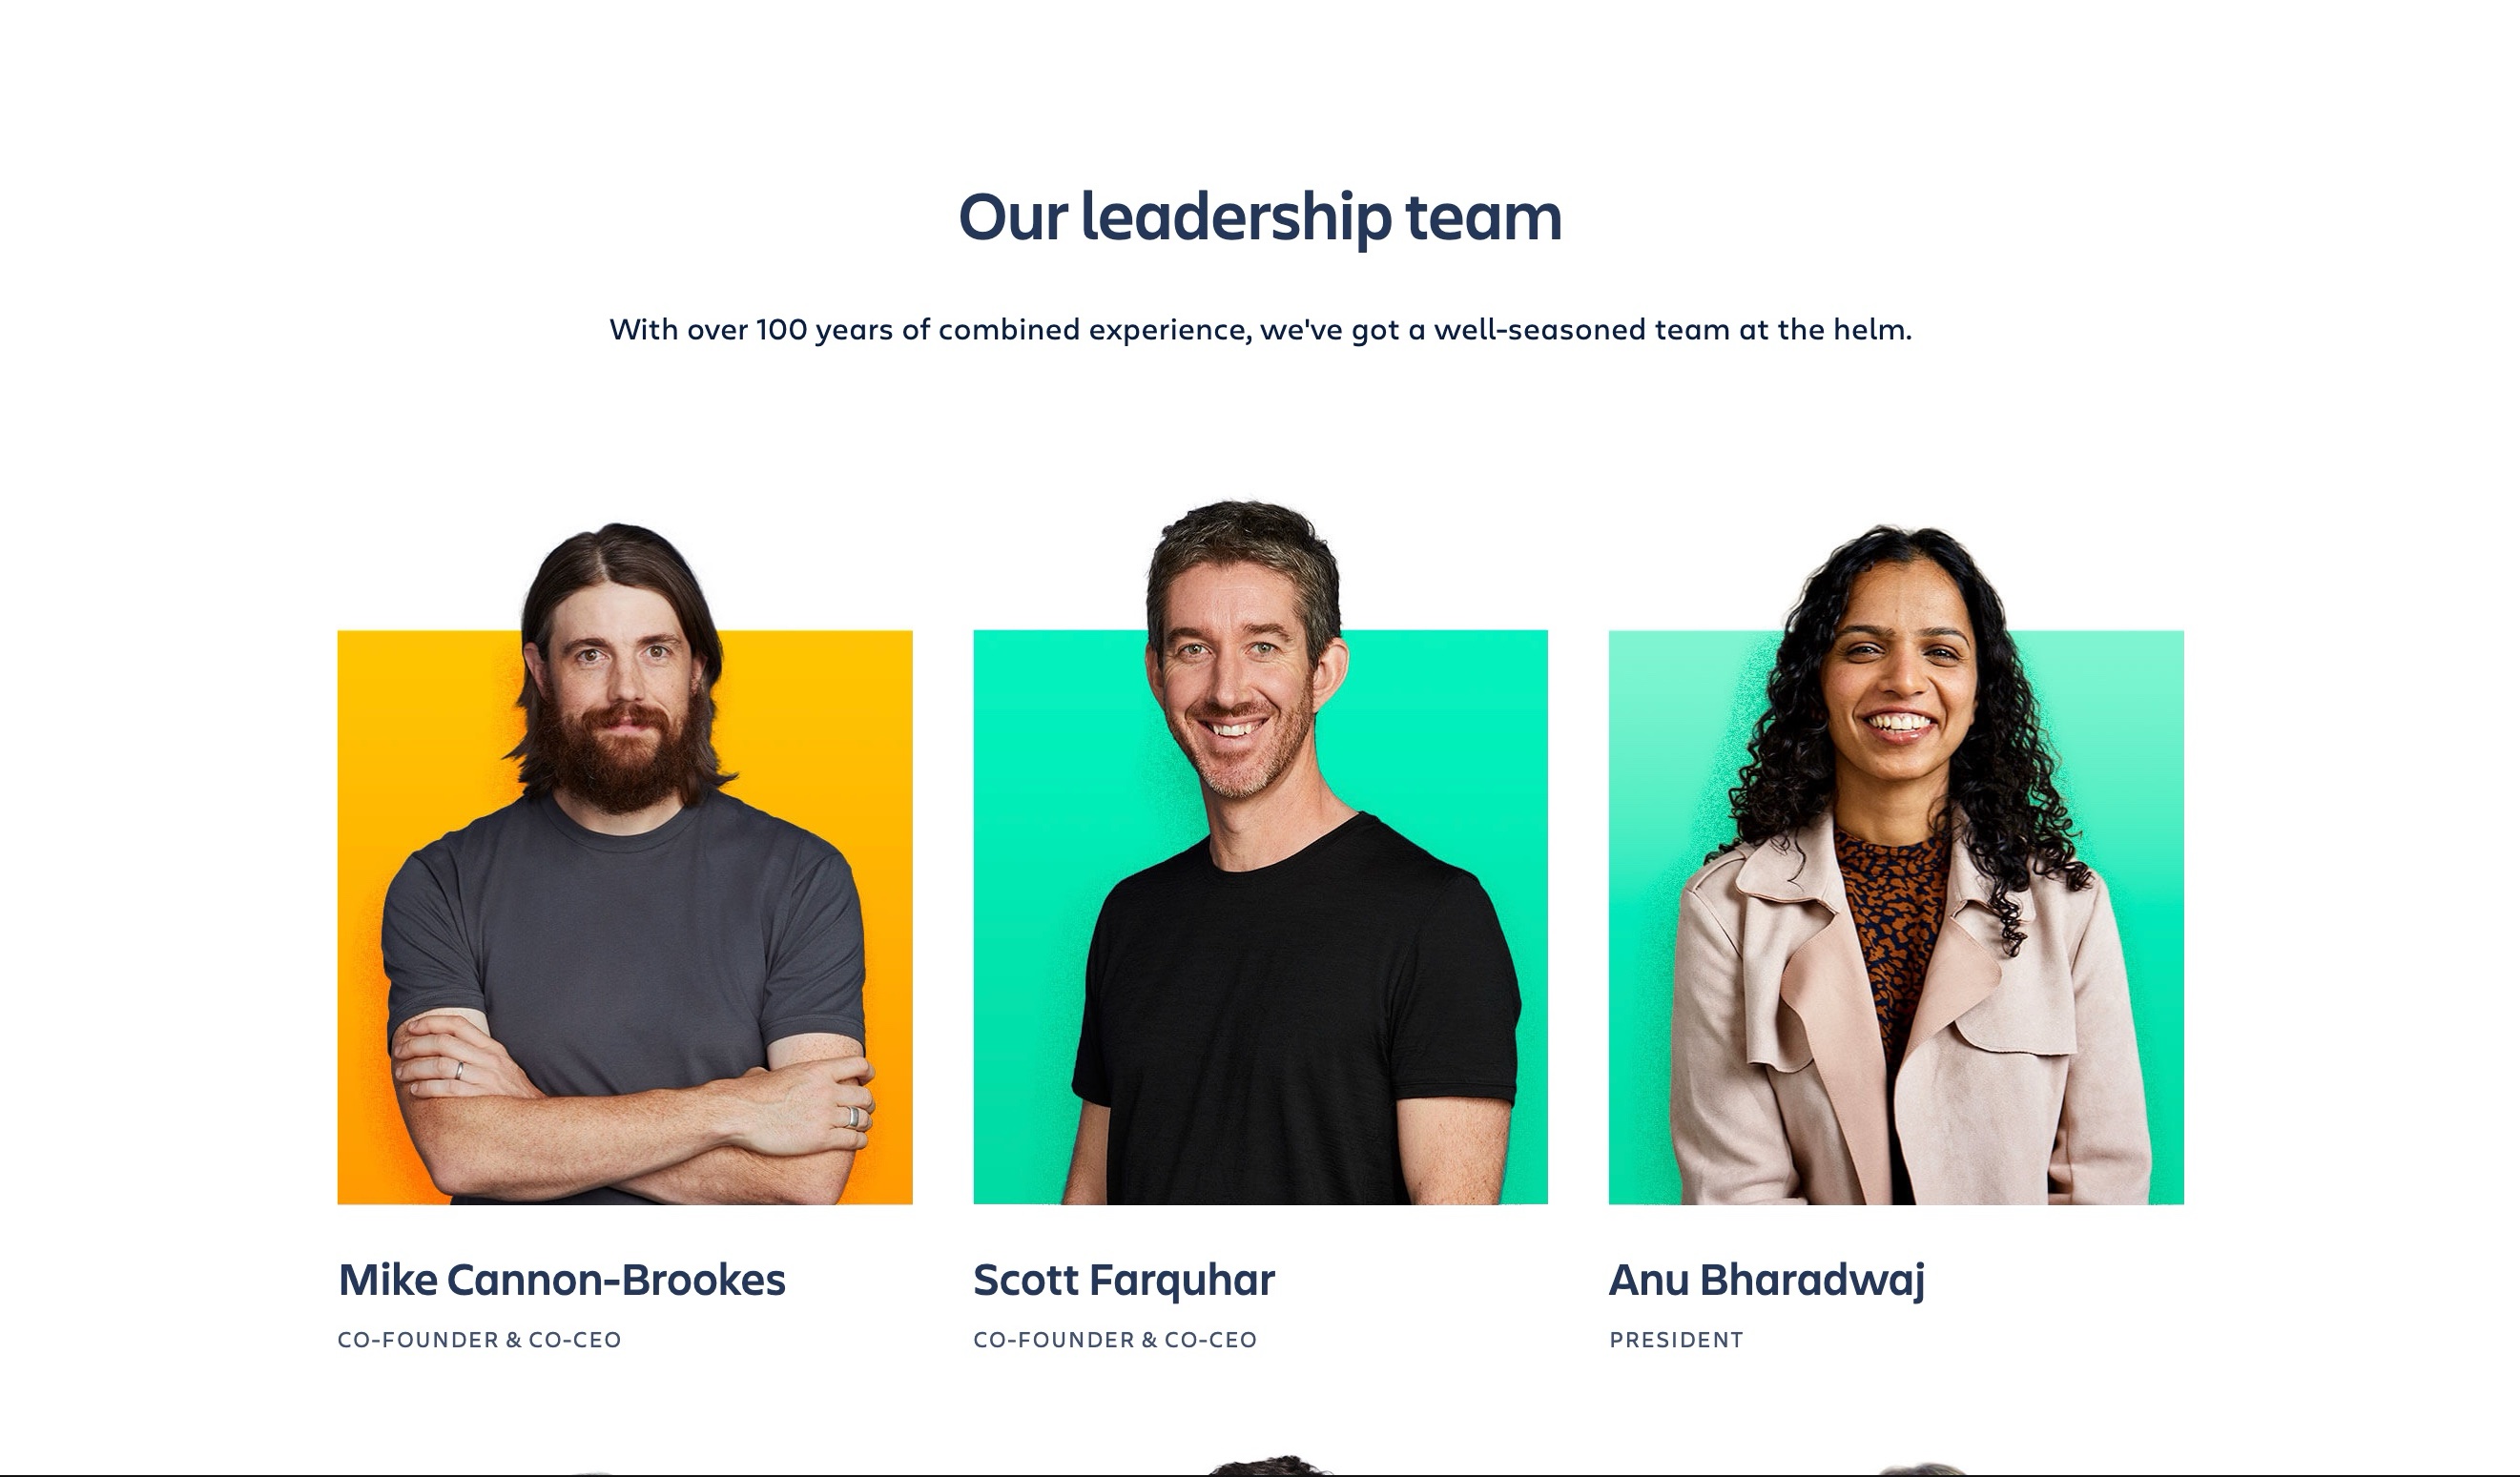 Our leadership team
With over 100 years of combined experience, we've got a well-seasoned team at the helm.
Mike Cannon-Brookes
CO-FOUNDER & CO-CEO
Scott Farquhar
CO-FOUNDER & CO-CEO
Anu Bharadwaj
PRESIDENT